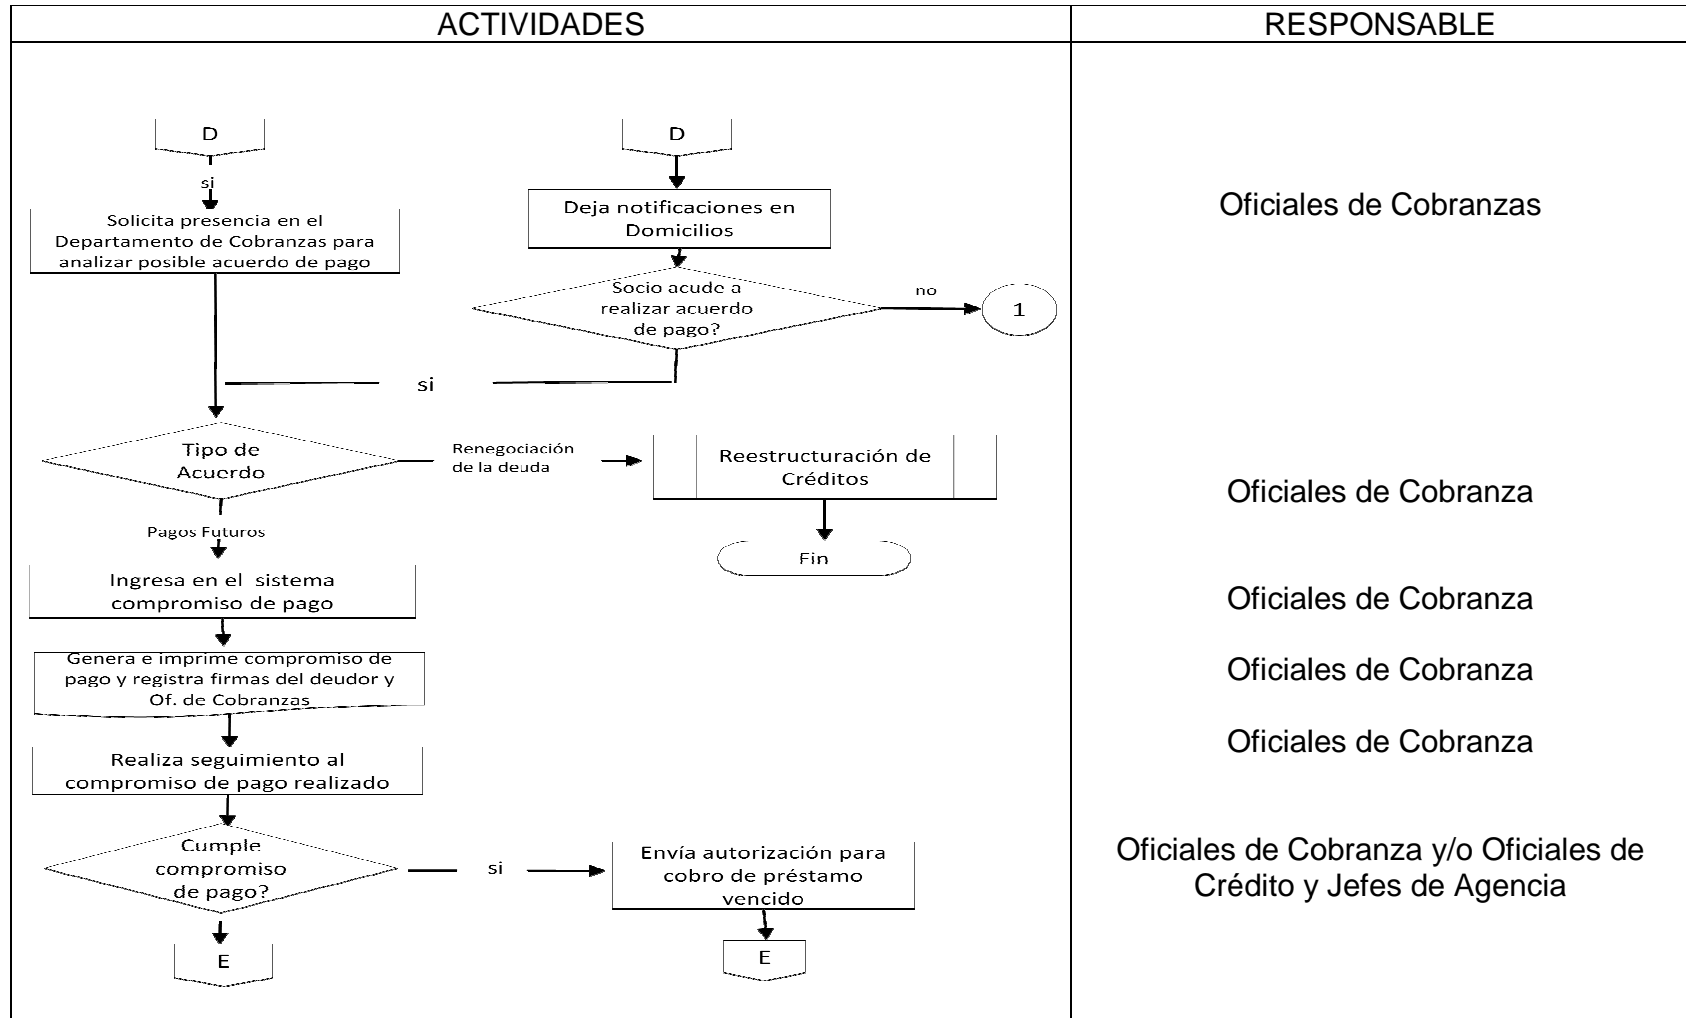 ACTIVIDADES
RESPONSABLE
D
si
Solicita presencia en el
Departamento de Cobranzas para
analizar posible acuerdo de pago
D
Deja notificaciones en
Domicilios
Socio acude a
realizar acuerdo
de pago?
no
1
si
Oficiales de Cobranzas
Tipo de
Acuerdo
Renegociación
de la deuda
Reestructuración de
Créditos
Fin
Oficiales de Cobranza
Pagos Futuros
Ingresa en el sistema
compromiso de pago
Oficiales de Cobranza
Genera e imprime compromiso de
pago y registra firmas del deudor y
Of. de Cobranzas
Oficiales de Cobranza
Realiza seguimiento al
compromiso de pago realizado
Oficiales de Cobranza
Cumple
compromiso
de pago?
si
Envía autorización para
cobro de préstamo
vencido
Oficiales de Cobranza y/o Oficiales de
Crédito y Jefes de Agencia
E
E